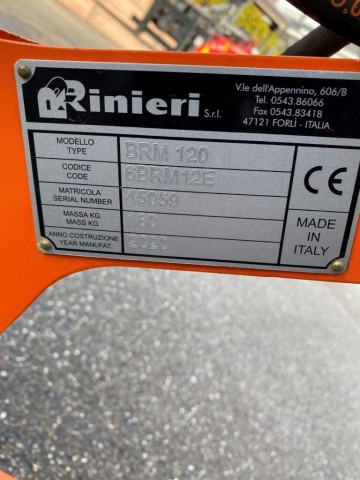 Rinieri S.r.l.
V.le dell'Appennino, 606/B
Tel. 0543.86066
Fax 0543.83418
47121 FORLÌ - ITALIA
MODELLO
TYPE
BRM 120
CODICE
CODE
6BRM12E
MATRICOLA
SERIAL NUMBER
45059
MASSA KG
MASS KG
ANNO COSTRUZIONE
YEAR MANUFAT.
2020
CE
MADE
IN
ITALY